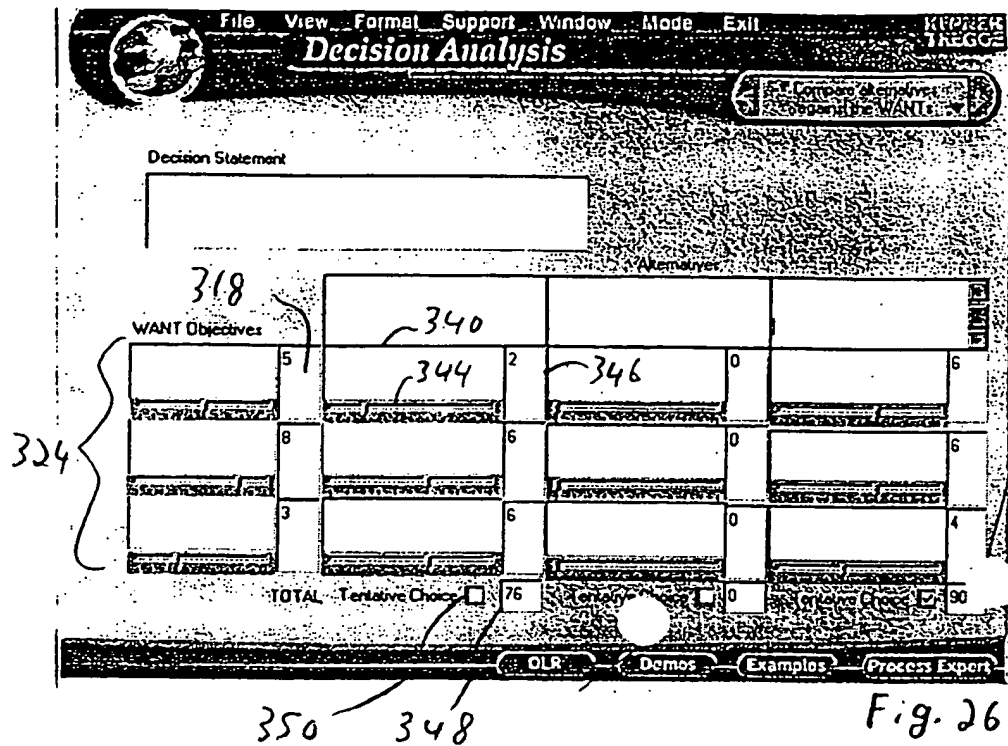 File View Format Support Window Mode Exit
KEPNER
TREGOE
Decision Analysis
Compare alternatives
against the WANTs
Decision Statement
Alternatives
318
WANT Objectives
340
5 2 0 6
344 346
324
8 6 0 6
3 6 0 4
TOTAL Tentative Choice 76 Tentative Choice 0 Tentative Choice 90
OLR Demos Examples Process Expert
350 348
Fig. 26